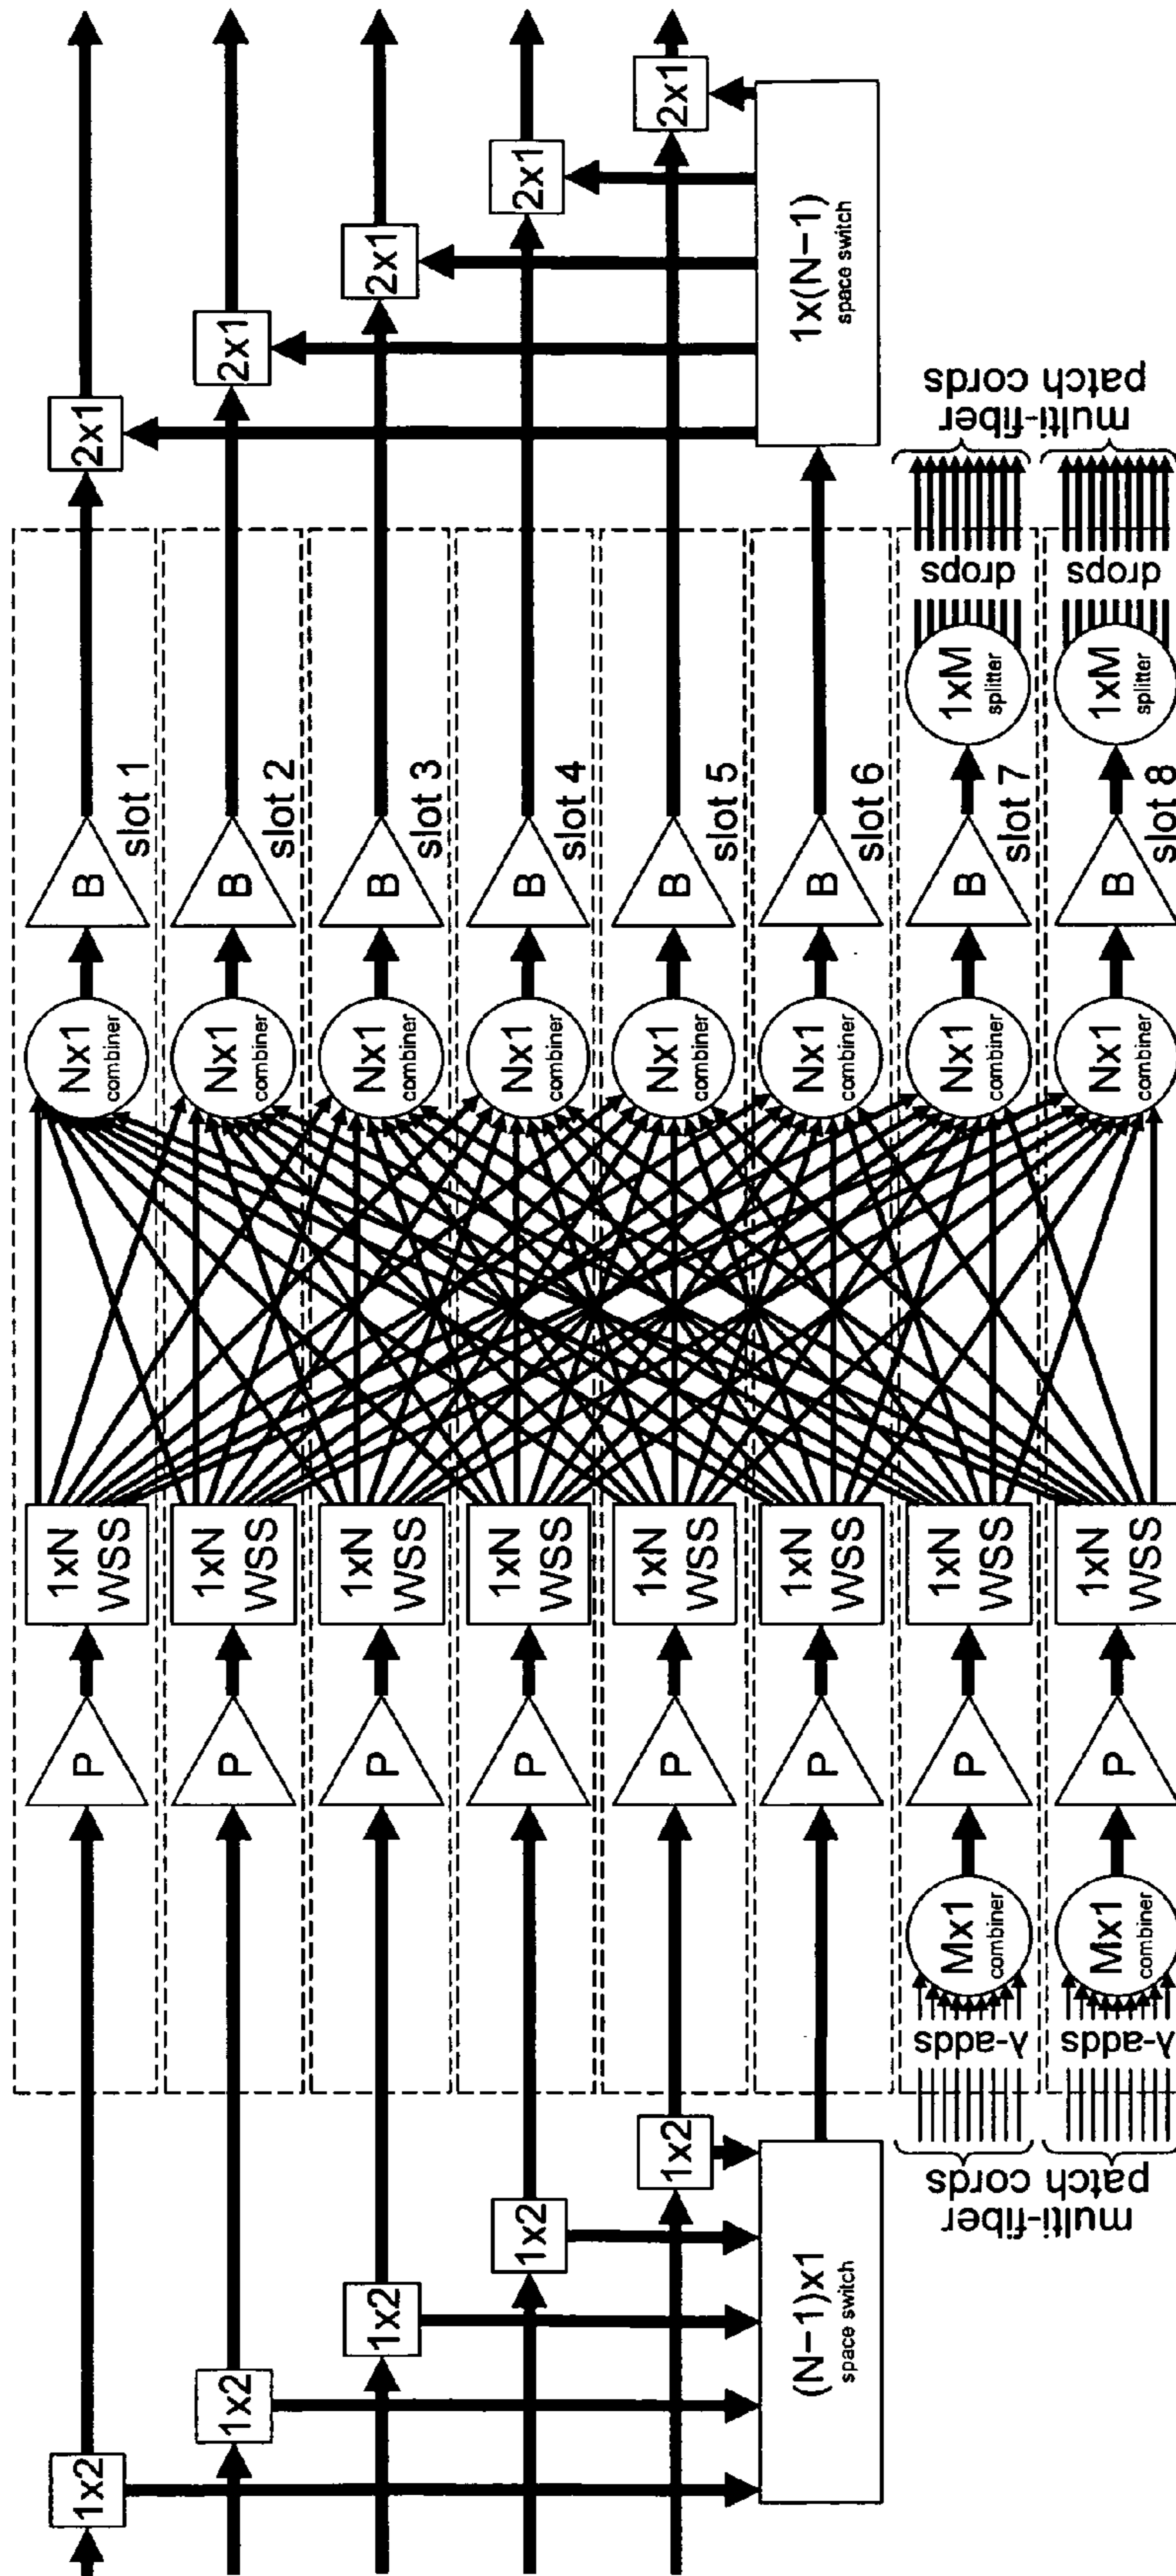 1x2
P
1xN
WSS
Nx1
combiner
B
slot 1
2x1
1x2
P
1xN
WSS
Nx1
combiner
B
slot 2
2x1
1x2
P
1xN
WSS
Nx1
combiner
B
slot 3
2x1
1x2
P
1xN
WSS
Nx1
combiner
B
slot 4
2x1
1x2
P
1xN
WSS
Nx1
combiner
B
slot 5
2x1
(N−1)x1
space switch
P
1xN
WSS
Nx1
combiner
B
slot 6
1x(N−1)
space switch
multi-fiber
patch cords
λ-adds
Mx1
combiner
P
1xN
WSS
Nx1
combiner
B
slot 7
1xM
splitter
drops
multi-fiber
patch cords
λ-adds
Mx1
combiner
P
1xN
WSS
Nx1
combiner
B
slot 8
1xM
splitter
drops